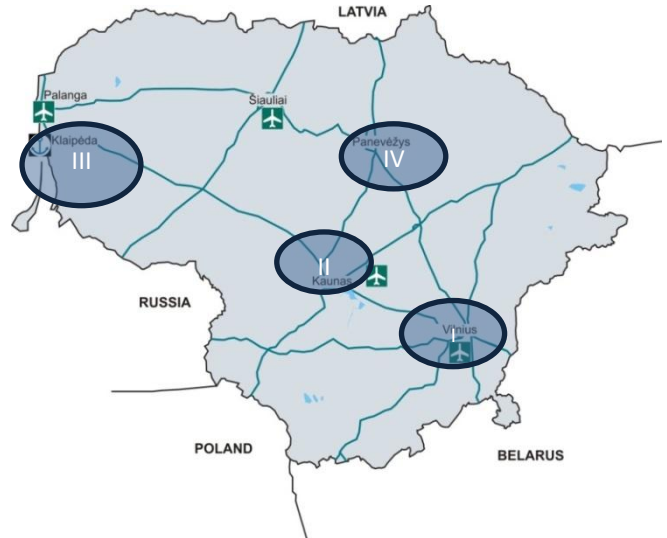 LATVIA
Palanga
Šiauliai
Klaipėda
III
Panevėžys
IV
II
Kaunas
RUSSIA
Vilnius
I
POLAND
BELARUS